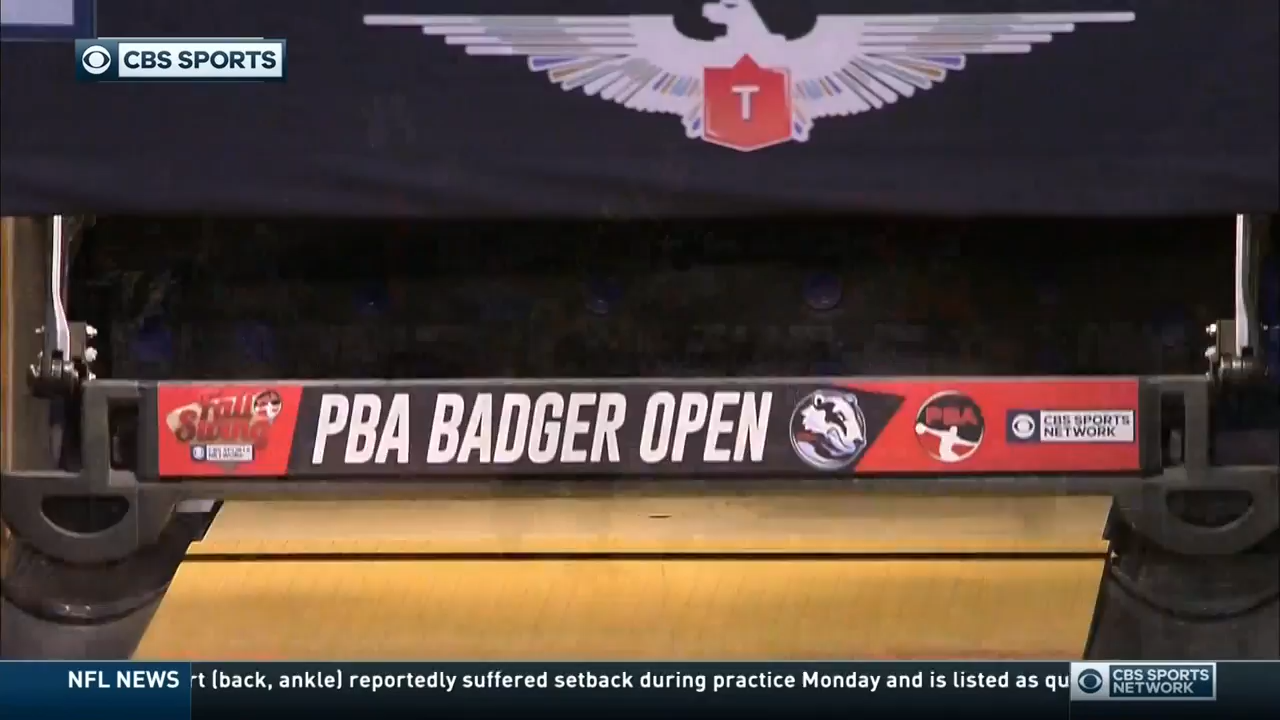 CBS SPORTS
T
Fall
Swing
CBS SPORTS
NETWORK
PBA BADGER OPEN
PBA
CBS SPORTS
NETWORK
NFL NEWS
rt (back, ankle) reportedly suffered setback during practice Monday and is listed as qu
CBS SPORTS
NETWORK